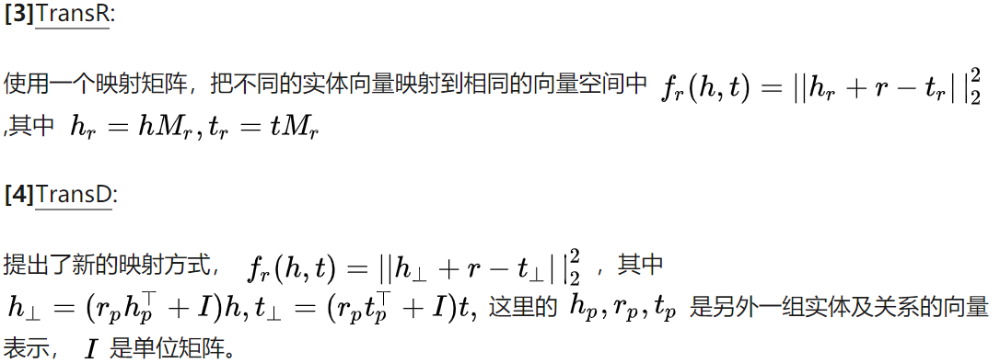 [3]TransR:
使用一个映射矩阵，把不同的实体向量映射到相同的向量空间中 $f_r(h,t)=||h_r+r-t_r||_2^2$
,其中 $h_r=hM_r,t_r=tM_r$
[4]TransD:
提出了新的映射方式， $f_r(h,t)=||h_\perp+r-t_\perp||_2^2$ ，其中
$h_\perp=(r_ph_p^\top+I)h,t_\perp=(r_pt_p^\top+I)t,$ 这里的 $h_p,r_p,t_p$ 是另外一组实体及关系的向量
表示， $I$ 是单位矩阵。